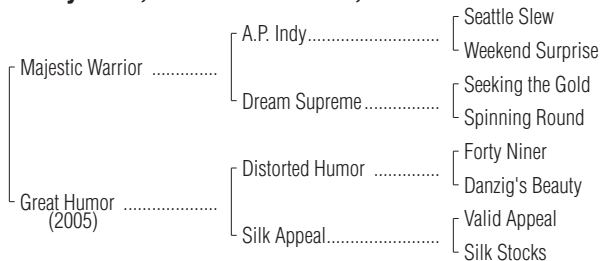 Majestic Warrior ..............
A.P. Indy.............................
Seattle Slew
Weekend Surprise
Dream Supreme................
Seeking the Gold
Spinning Round
Great Humor ....................
(2005)
Distorted Humor ..............
Forty Niner
Danzig's Beauty
Silk Appeal........................
Valid Appeal
Silk Stocks